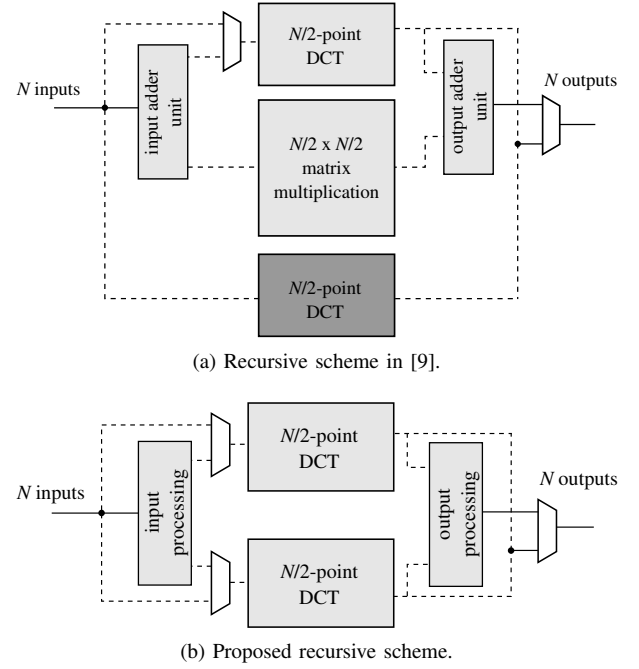 N/2-point
DCT
N inputs
input adder
unit
N/2 x N/2
matrix
multiplication
output adder
unit
N outputs
N/2-point
DCT
(a) Recursive scheme in [9].
N/2-point
DCT
N inputs
input
processing
output
processing
N outputs
N/2-point
DCT
(b) Proposed recursive scheme.